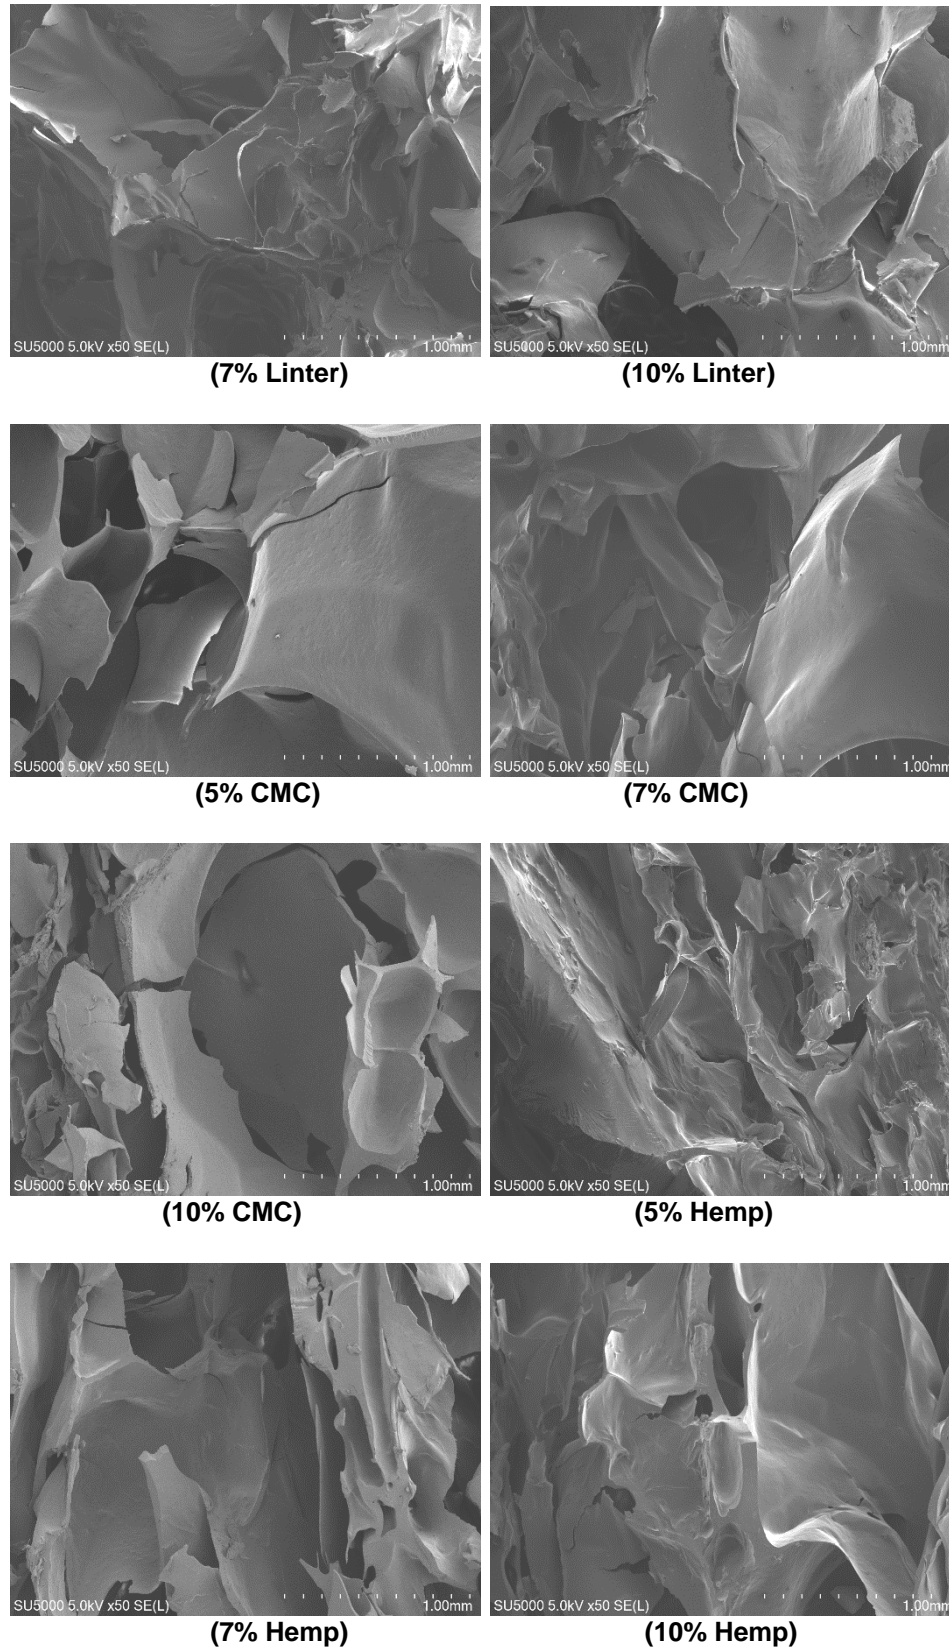 SU5000 5.0kV x50 SE(L) 1.00mm
SU5000 5.0kV x50 SE(L) 1.00mm
(7% Linter)
(10% Linter)
SU5000 5.0kV x50 SE(L) 1.00mm
SU5000 5.0kV x50 SE(L) 1.00mm
(5% CMC)
(7% CMC)
SU5000 5.0kV x50 SE(L) 1.00mm
SU5000 5.0kV x50 SE(L) 1.00mm
(10% CMC)
(5% Hemp)
SU5000 5.0kV x50 SE(L) 1.00mm
SU5000 5.0kV x50 SE(L) 1.00mm
(7% Hemp)
(10% Hemp)